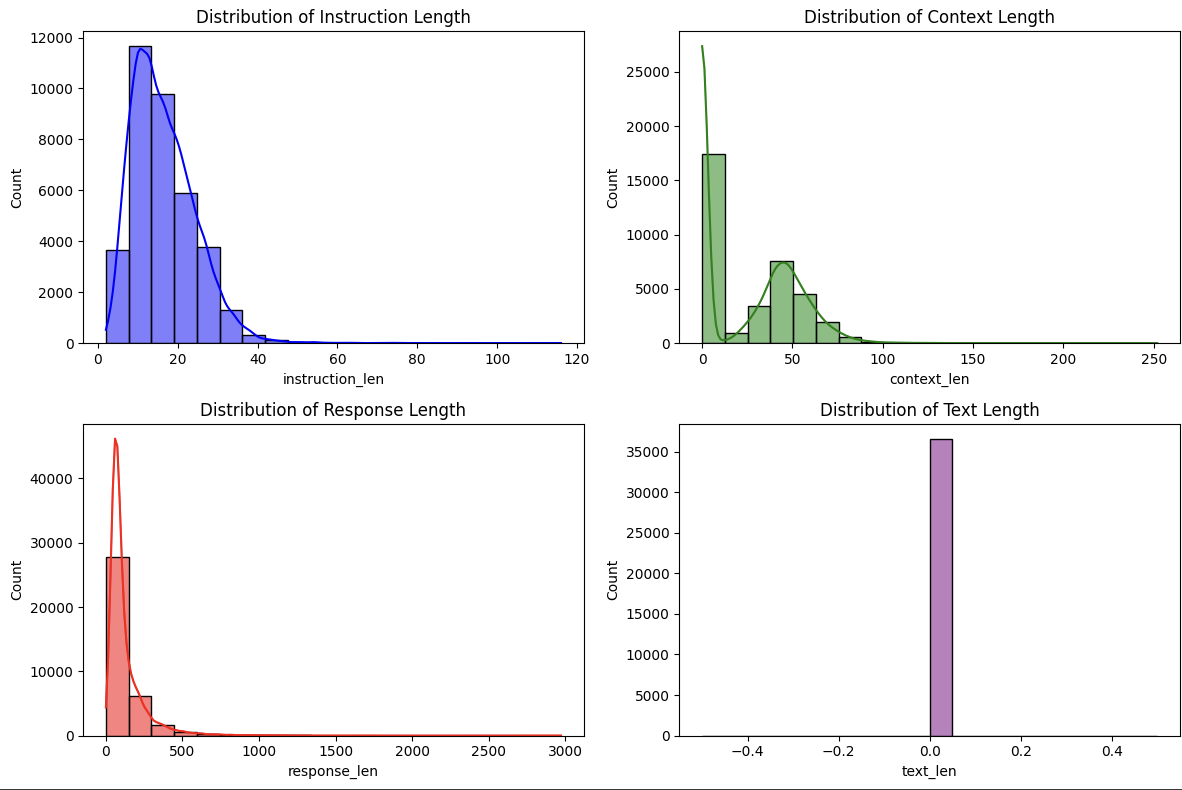 Distribution of Instruction Length
Count
12000
10000
8000
6000
4000
2000
0
0 20 40 60 80 100 120
instruction_len
Distribution of Context Length
Count
25000
20000
15000
10000
5000
0
0 50 100 150 200 250
context_len
Distribution of Response Length
Count
40000
30000
20000
10000
0
0 500 1000 1500 2000 2500 3000
response_len
Distribution of Text Length
Count
35000
30000
25000
20000
15000
10000
5000
0
−0.4 −0.2 0.0 0.2 0.4
text_len